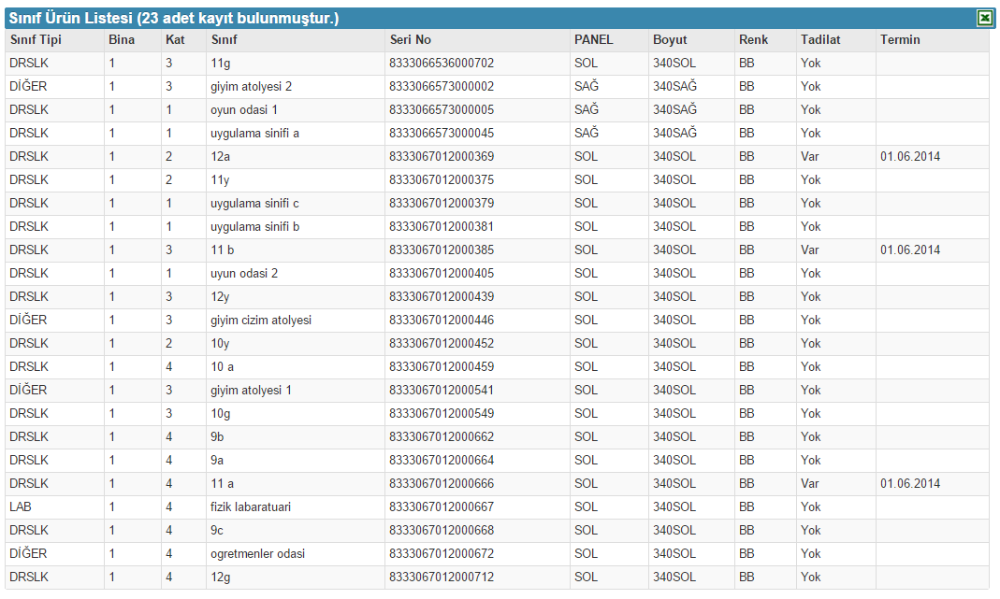 Sınıf Ürün Listesi (23 adet kayıt bulunmuştur.)
Sınıf Tipi Bina Kat Sınıf Seri No PANEL Boyut Renk Tadilat Termin
DRSLK 1 3 11g 8333066536000702 SOL 340SOL BB Yok
DİĞER 1 3 giyim atolyesi 2 8333066573000002 SAĞ 340SAĞ BB Yok
DRSLK 1 1 oyun odasi 1 8333066573000005 SAĞ 340SAĞ BB Yok
DRSLK 1 1 uygulama sinifi a 8333066573000045 SAĞ 340SAĞ BB Yok
DRSLK 1 2 12a 8333067012000369 SOL 340SOL BB Var 01.06.2014
DRSLK 1 2 11y 8333067012000375 SOL 340SOL BB Yok
DRSLK 1 1 uygulama sinifi c 8333067012000379 SOL 340SOL BB Yok
DRSLK 1 1 uygulama sinifi b 8333067012000381 SOL 340SOL BB Yok
DRSLK 1 3 11 b 8333067012000385 SOL 340SOL BB Var 01.06.2014
DRSLK 1 1 uyun odasi 2 8333067012000405 SOL 340SOL BB Yok
DRSLK 1 3 12y 8333067012000439 SOL 340SOL BB Yok
DİĞER 1 3 giyim cizim atolyesi 8333067012000446 SOL 340SOL BB Yok
DRSLK 1 2 10y 8333067012000452 SOL 340SOL BB Yok
DRSLK 1 4 10 a 8333067012000459 SOL 340SOL BB Yok
DİĞER 1 3 giyim atolyesi 1 8333067012000541 SOL 340SOL BB Yok
DRSLK 1 3 10g 8333067012000549 SOL 340SOL BB Yok
DRSLK 1 4 9b 8333067012000662 SOL 340SOL BB Yok
DRSLK 1 4 9a 8333067012000664 SOL 340SOL BB Yok
DRSLK 1 4 11 a 8333067012000666 SOL 340SOL BB Var 01.06.2014
LAB 1 4 fizik labaratuari 8333067012000667 SOL 340SOL BB Yok
DRSLK 1 4 9c 8333067012000668 SOL 340SOL BB Yok
DİĞER 1 4 ogretmenler odasi 8333067012000672 SOL 340SOL BB Yok
DRSLK 1 4 12g 8333067012000712 SOL 340SOL BB Yok